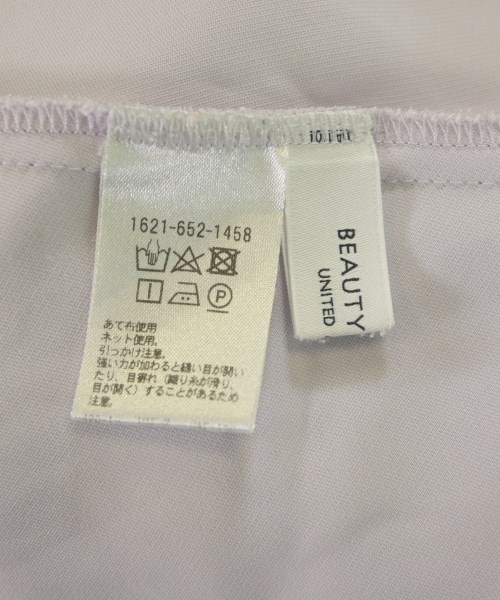 1621-652-1458
P
あて布使用
ネット使用。
引っかけ注意。
強い力が加わると縫い目が開い
たり、目寄れ（織り糸が滑り、
目が開く）することがあるため
注意。
BEAUTY
UNITED